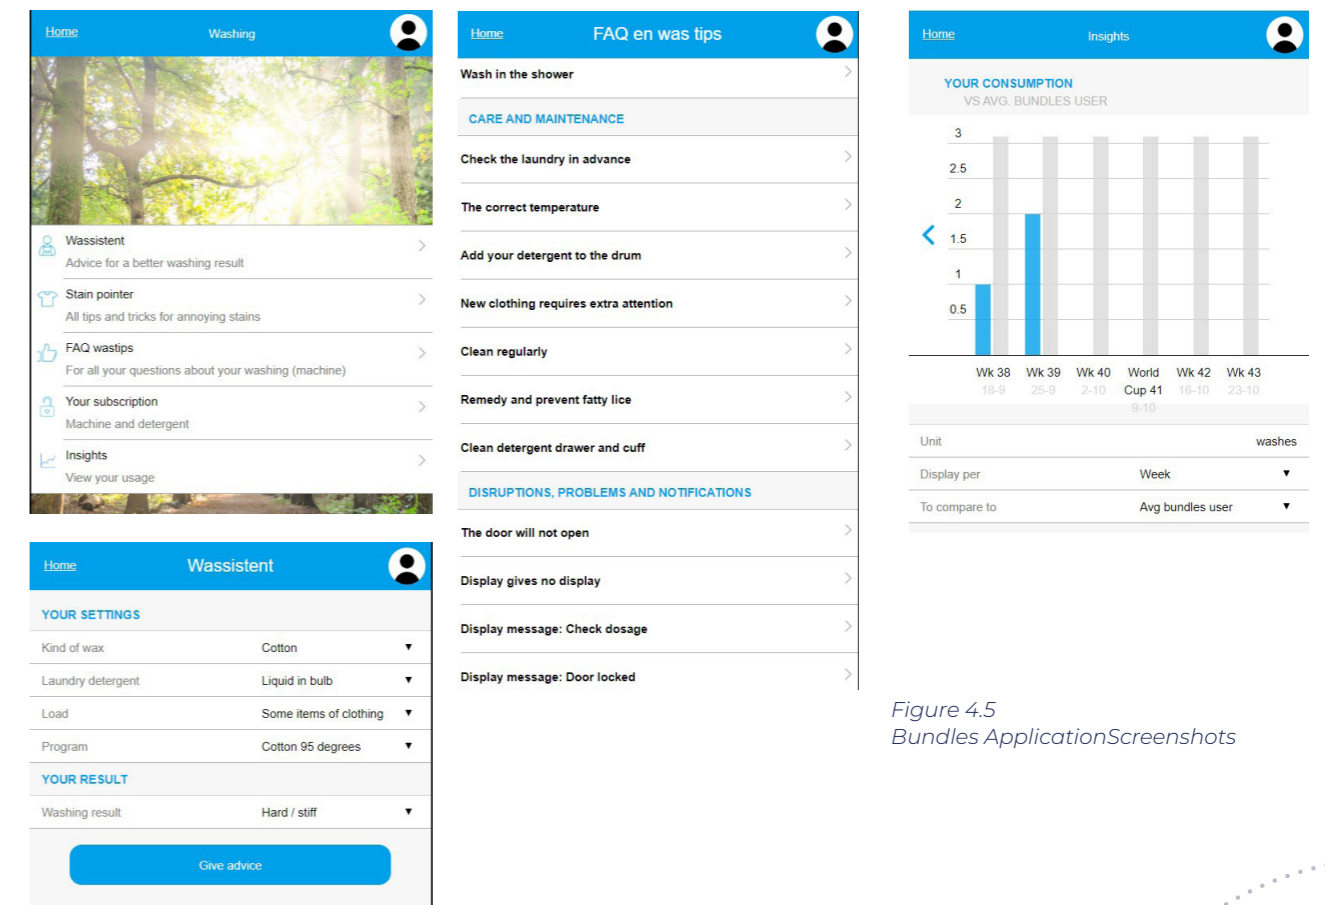 Home
Washing
Wassistent
Advice for a better washing result
Stain pointer
All tips and tricks for annoying stains
FAQ wastips
For all your questions about your washing (machine)
Your subscription
Machine and detergent
Insights
View your usage
Home
Wassistent
YOUR SETTINGS
Kind of wax Cotton
Laundry detergent Liquid in bulb
Load Some items of clothing
Program Cotton 95 degrees
YOUR RESULT
Washing result Hard / stiff
Give advice
Home
FAQ en was tips
Wash in the shower
CARE AND MAINTENANCE
Check the laundry in advance
The correct temperature
Add your detergent to the drum
New clothing requires extra attention
Clean regularly
Remedy and prevent fatty lice
Clean detergent drawer and cuff
DISRUPTIONS, PROBLEMS AND NOTIFICATIONS
The door will not open
Display gives no display
Display message: Check dosage
Display message: Door locked
Home
Insights
YOUR CONSUMPTION
VS AVG. BUNDLES USER
3
2.5
2
1.5
1
0.5
Wk 38 Wk 39 Wk 40 World Wk 42 Wk 43
18-9 25-9 2-10 Cup 41 16-10 23-10
9-10
Unit washes
Display per Week
To compare to Avg bundles user
Figure 4.5
Bundles ApplicationScreenshots